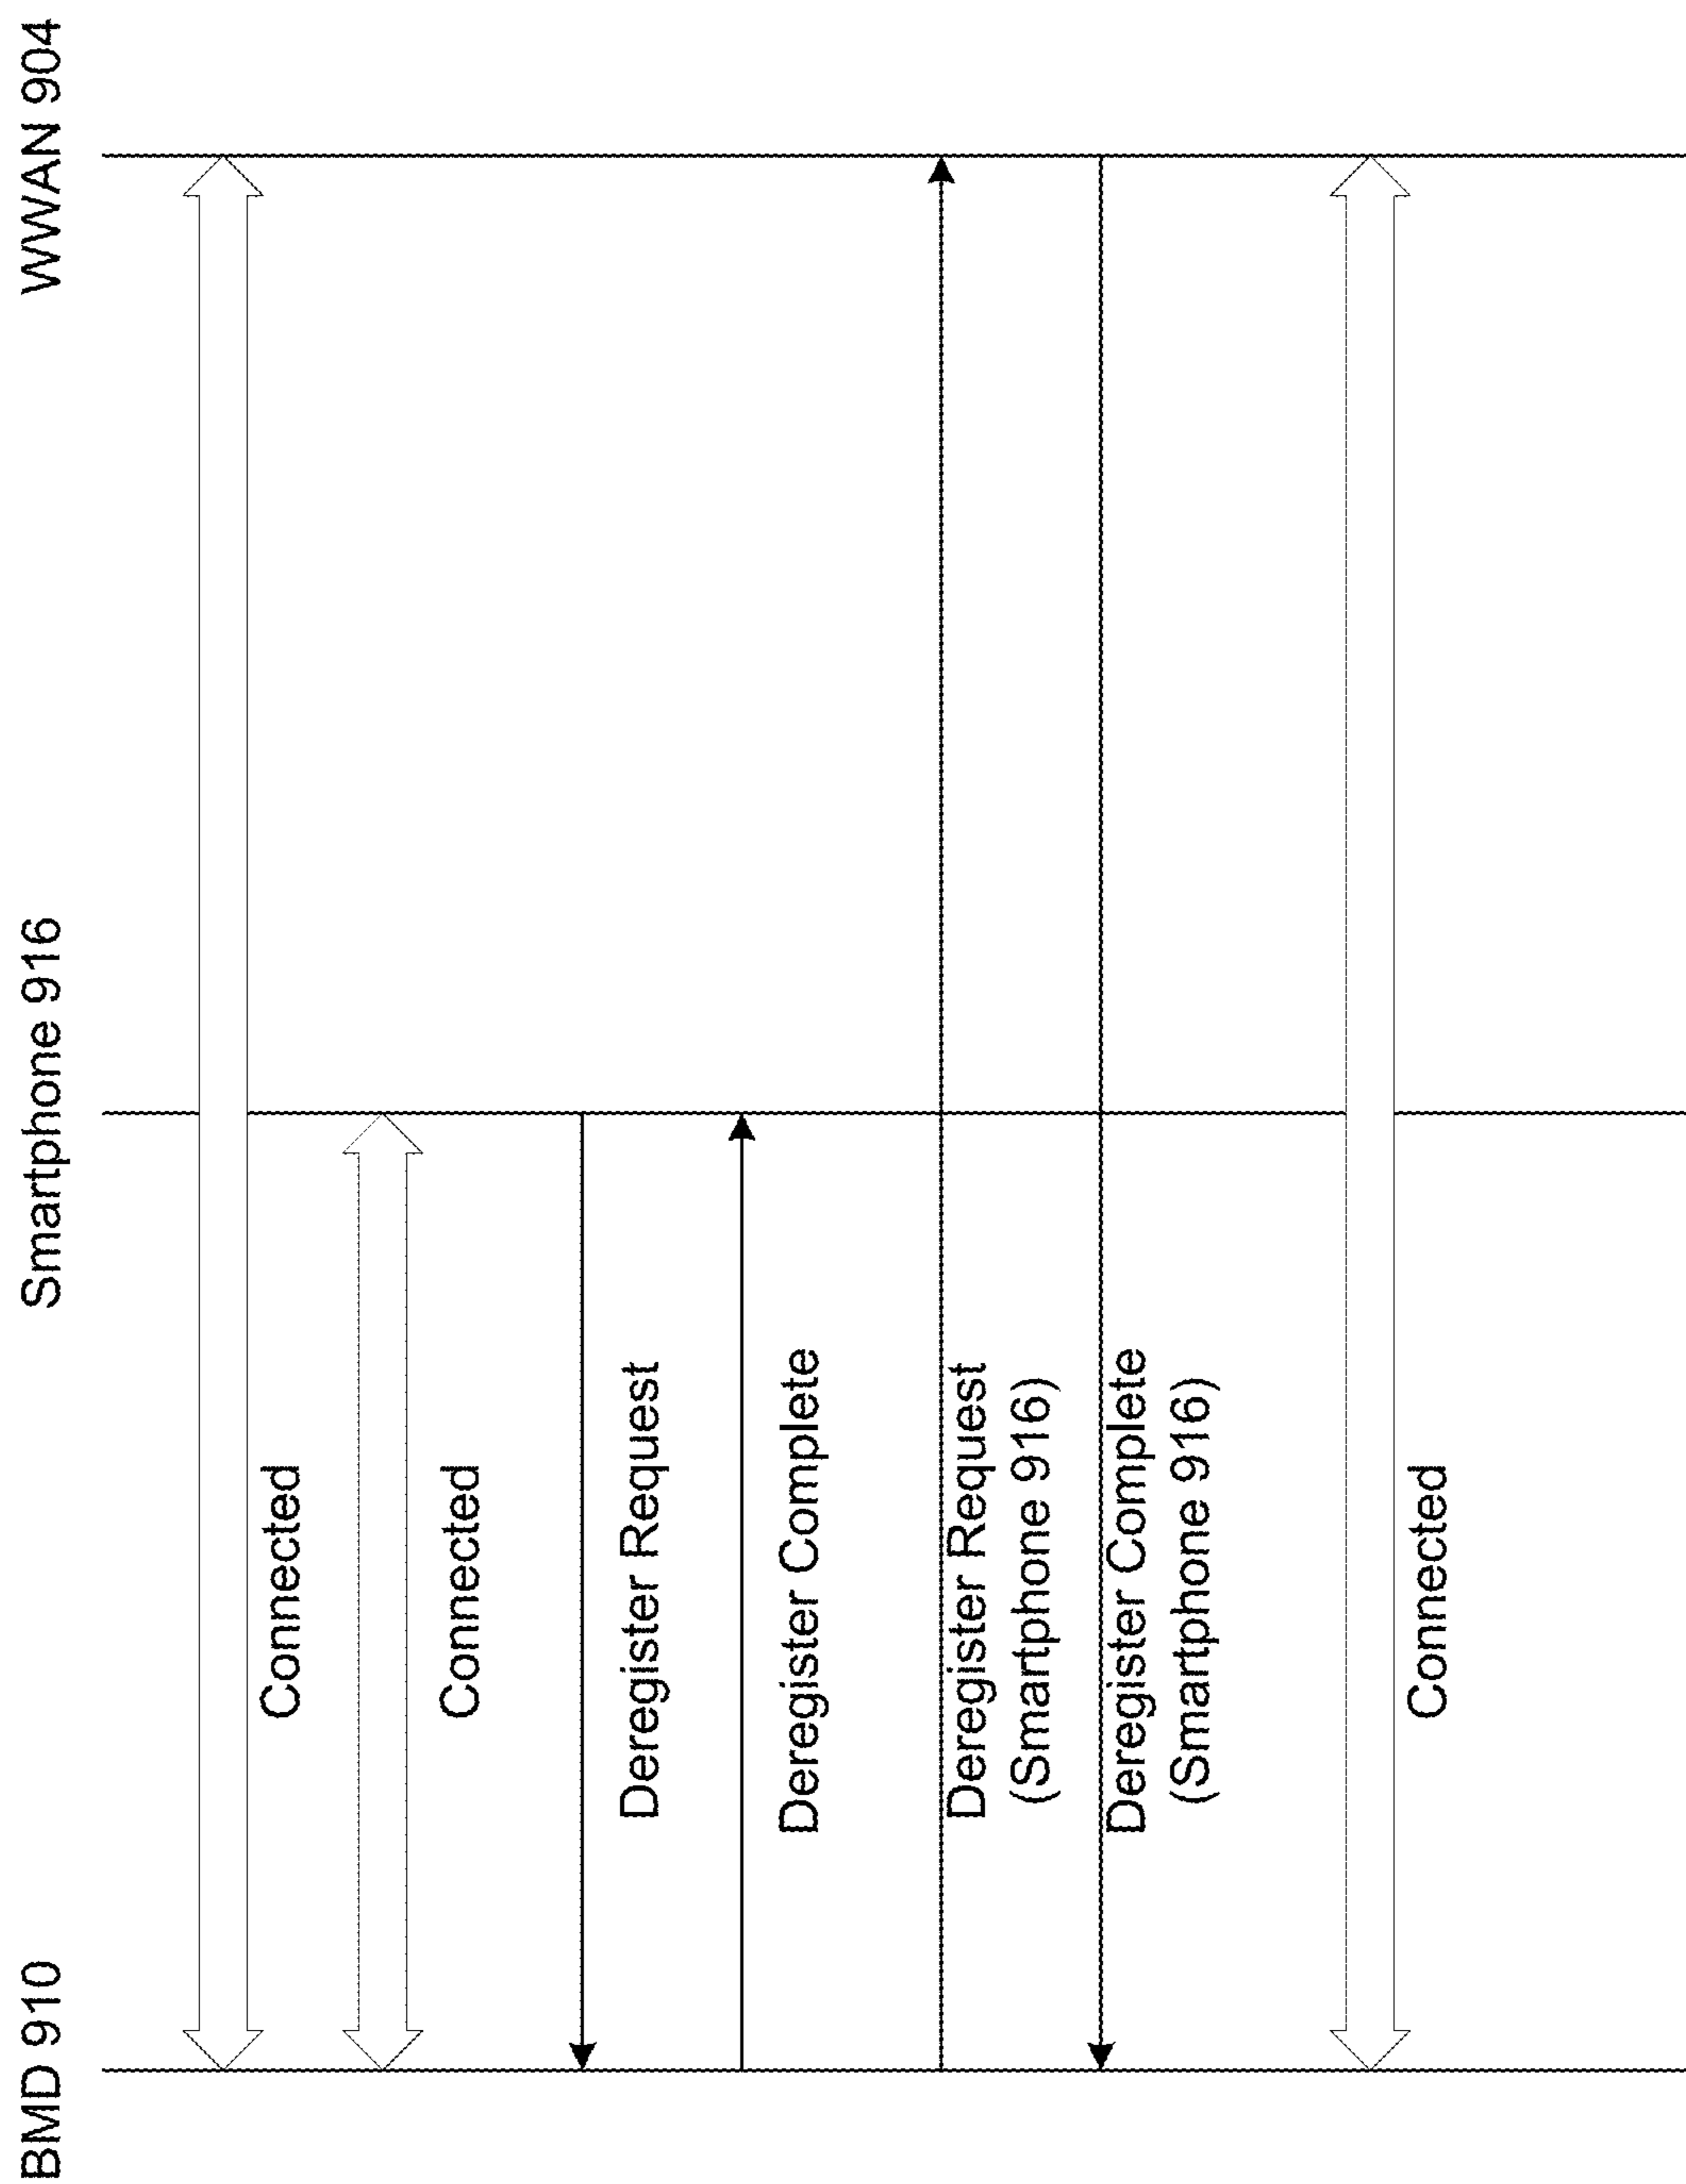 BMD 910
Smartphone 916
WWAN 904
Connected
Connected
Deregister Request
Deregister Complete
Deregister Request
(Smartphone 916)
Deregister Complete
(Smartphone 916)
Connected